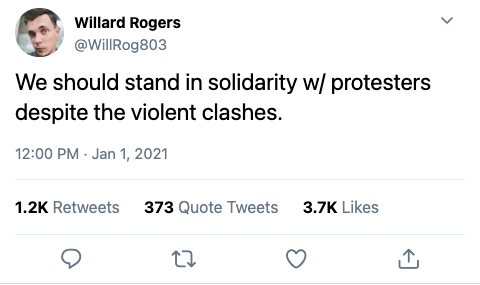 Willard Rogers
@WillRog803
We should stand in solidarity w/ protesters
despite the violent clashes.
12:00 PM · Jan 1, 2021
1.2K Retweets 373 Quote Tweets 3.7K Likes